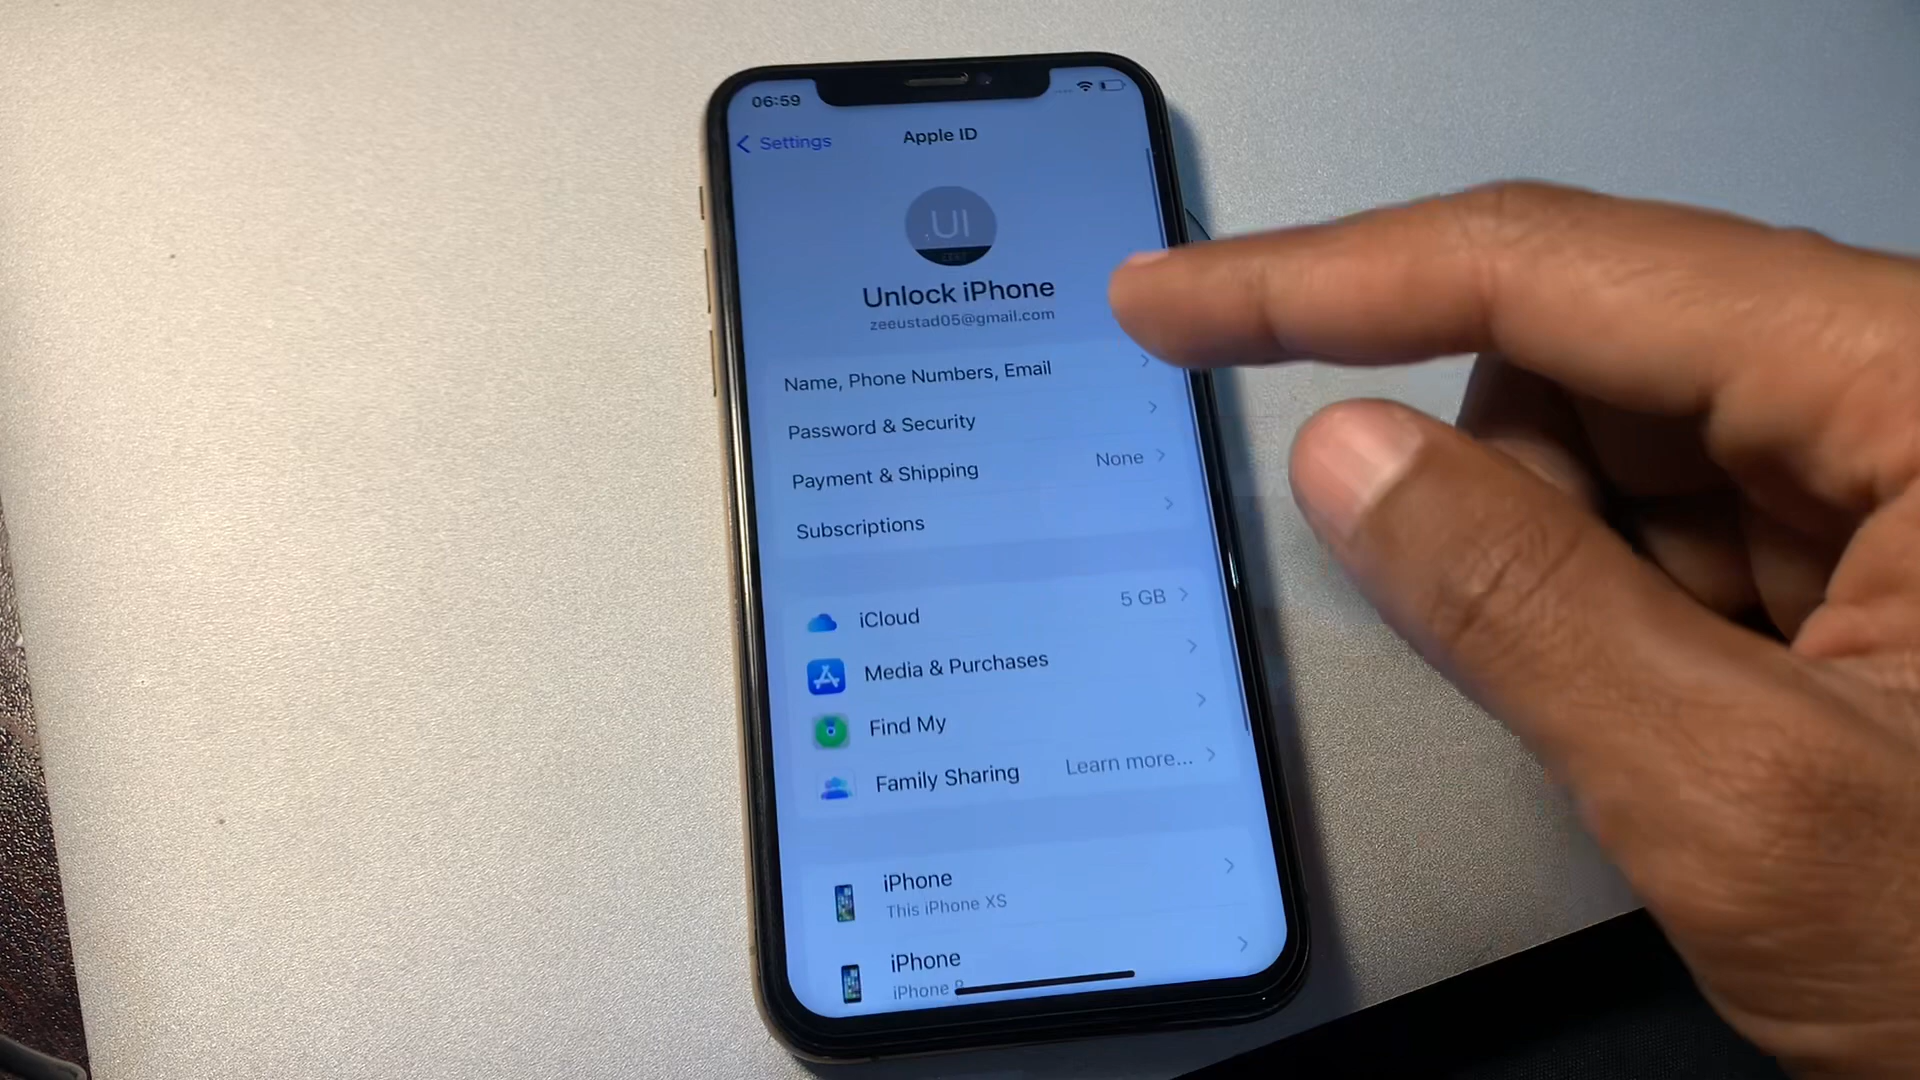 06:59
Settings
Apple ID
UI
Unlock iPhone
zeeustad05@gmail.com
Name, Phone Numbers, Email
Password & Security
Payment & Shipping None
Subscriptions
iCloud 5 GB
Media & Purchases
Find My
Family Sharing Learn more...
iPhone
This iPhone XS
iPhone
iPhone